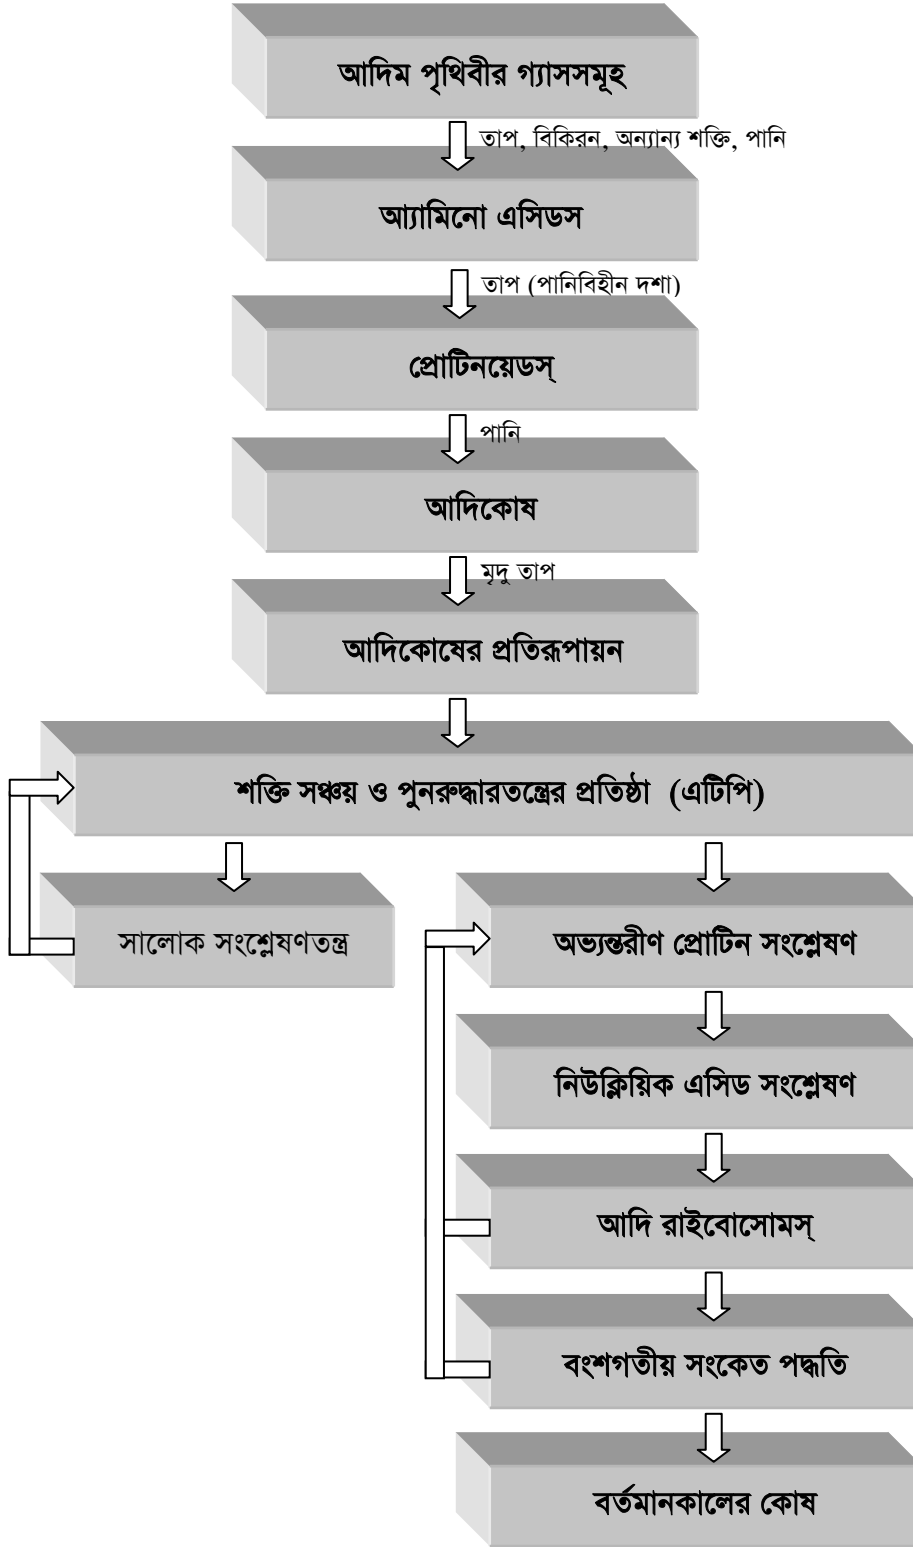 আদিম পৃথিবীর গ্যাসসমূহ
তাপ, বিকিরন, অন্যান্য শক্তি, পানি
অ্যামিনো এসিডস
তাপ (পানিবিহীন দশা)
প্রোটিনয়েডস্
পানি
আদিকোষ
মৃদু তাপ
আদিকোষের প্রতিরূপায়ন
শক্তি সঞ্চয় ও পুনরুদ্ধারতন্ত্রের প্রতিষ্ঠা (এটিপি)
সালোক সংশ্লেষণতন্ত্র
অভ্যন্তরীণ প্রোটিন সংশ্লেষণ
নিউক্লিয়িক এসিড সংশ্লেষণ
আদি রাইবোসোমস্
বংশগতীয় সংকেত পদ্ধতি
বর্তমানকালের কোষ